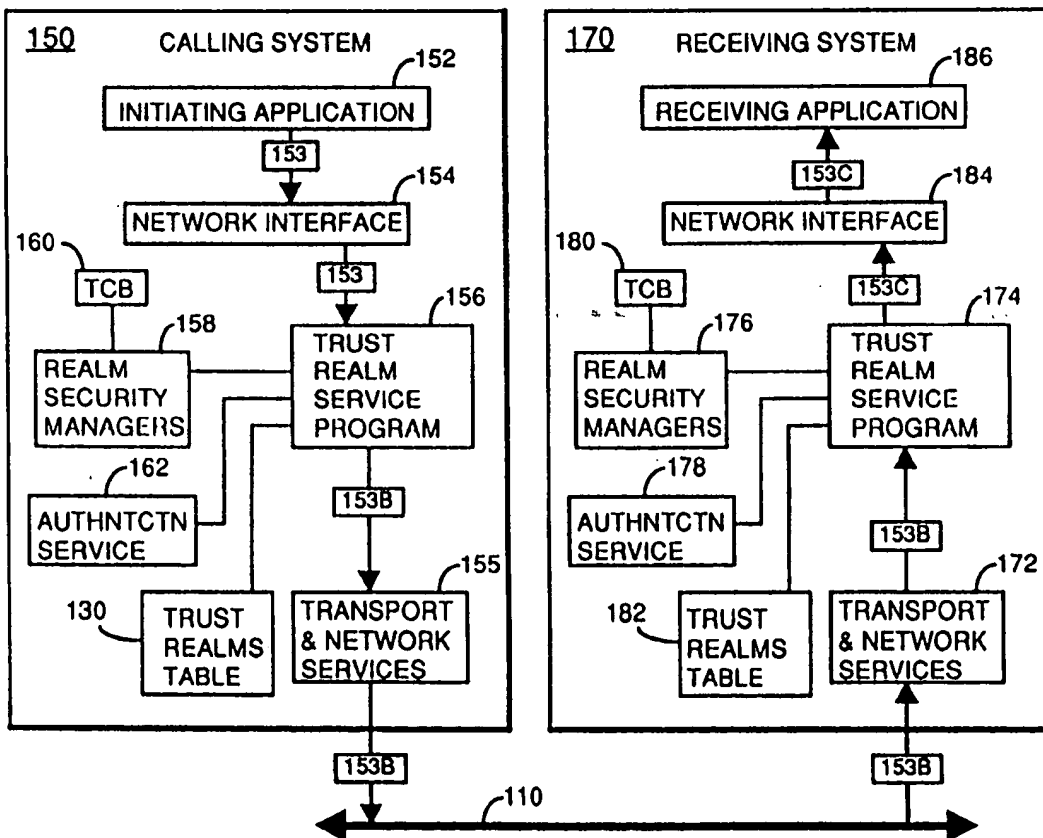 150 CALLING SYSTEM
152
INITIATING APPLICATION
153
154
NETWORK INTERFACE
160
153
TCB
156
158
REALM
SECURITY
MANAGERS
TRUST
REALM
SERVICE
PROGRAM
162
AUTHNTCTN
SERVICE
153B
155
130
TRUST
REALMS
TABLE
TRANSPORT
& NETWORK
SERVICES
153B
170 RECEIVING SYSTEM
186
RECEIVING APPLICATION
153C
184
NETWORK INTERFACE
180
153C
TCB
174
176
REALM
SECURITY
MANAGERS
TRUST
REALM
SERVICE
PROGRAM
178
AUTHNTCTN
SERVICE
153B
172
182
TRUST
REALMS
TABLE
TRANSPORT
& NETWORK
SERVICES
153B
110